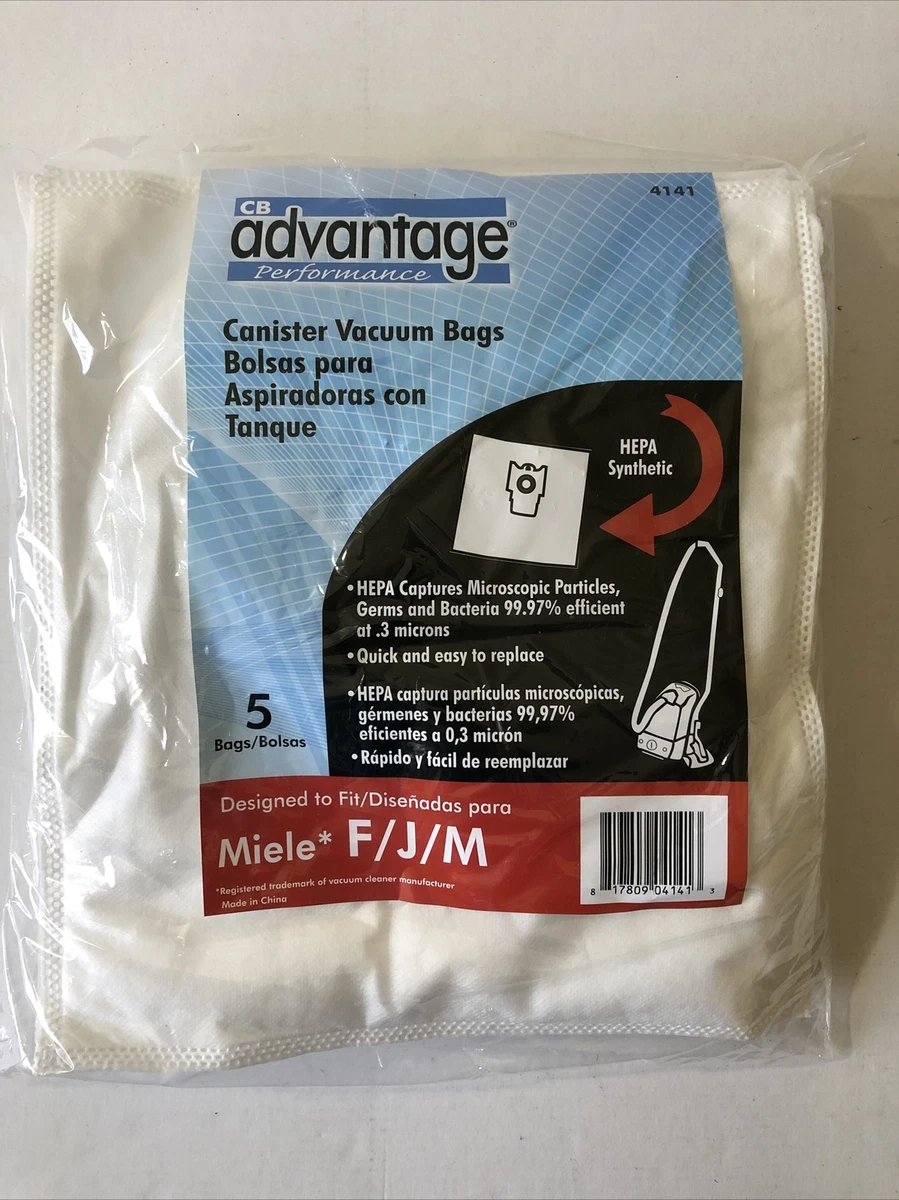 4141
CB
advantage®
Performance
Canister Vacuum Bags
Bolsas para
Aspiradoras con
Tanque
HEPA
Synthetic
•HEPA Captures Microscopic Particles,
Germs and Bacteria 99.97% efficient
at .3 microns
•Quick and easy to replace
•HEPA captura partículas microscópicas,
gérmenes y bacterias 99,97%
eficientes a 0,3 micrón
•Rápido y fácil de reemplazar
5
Bags/Bolsas
Designed to Fit/Diseñadas para
Miele* F/J/M
*Registered trademark of vacuum cleaner manufacturer
Made in China
8 17809 04141 3